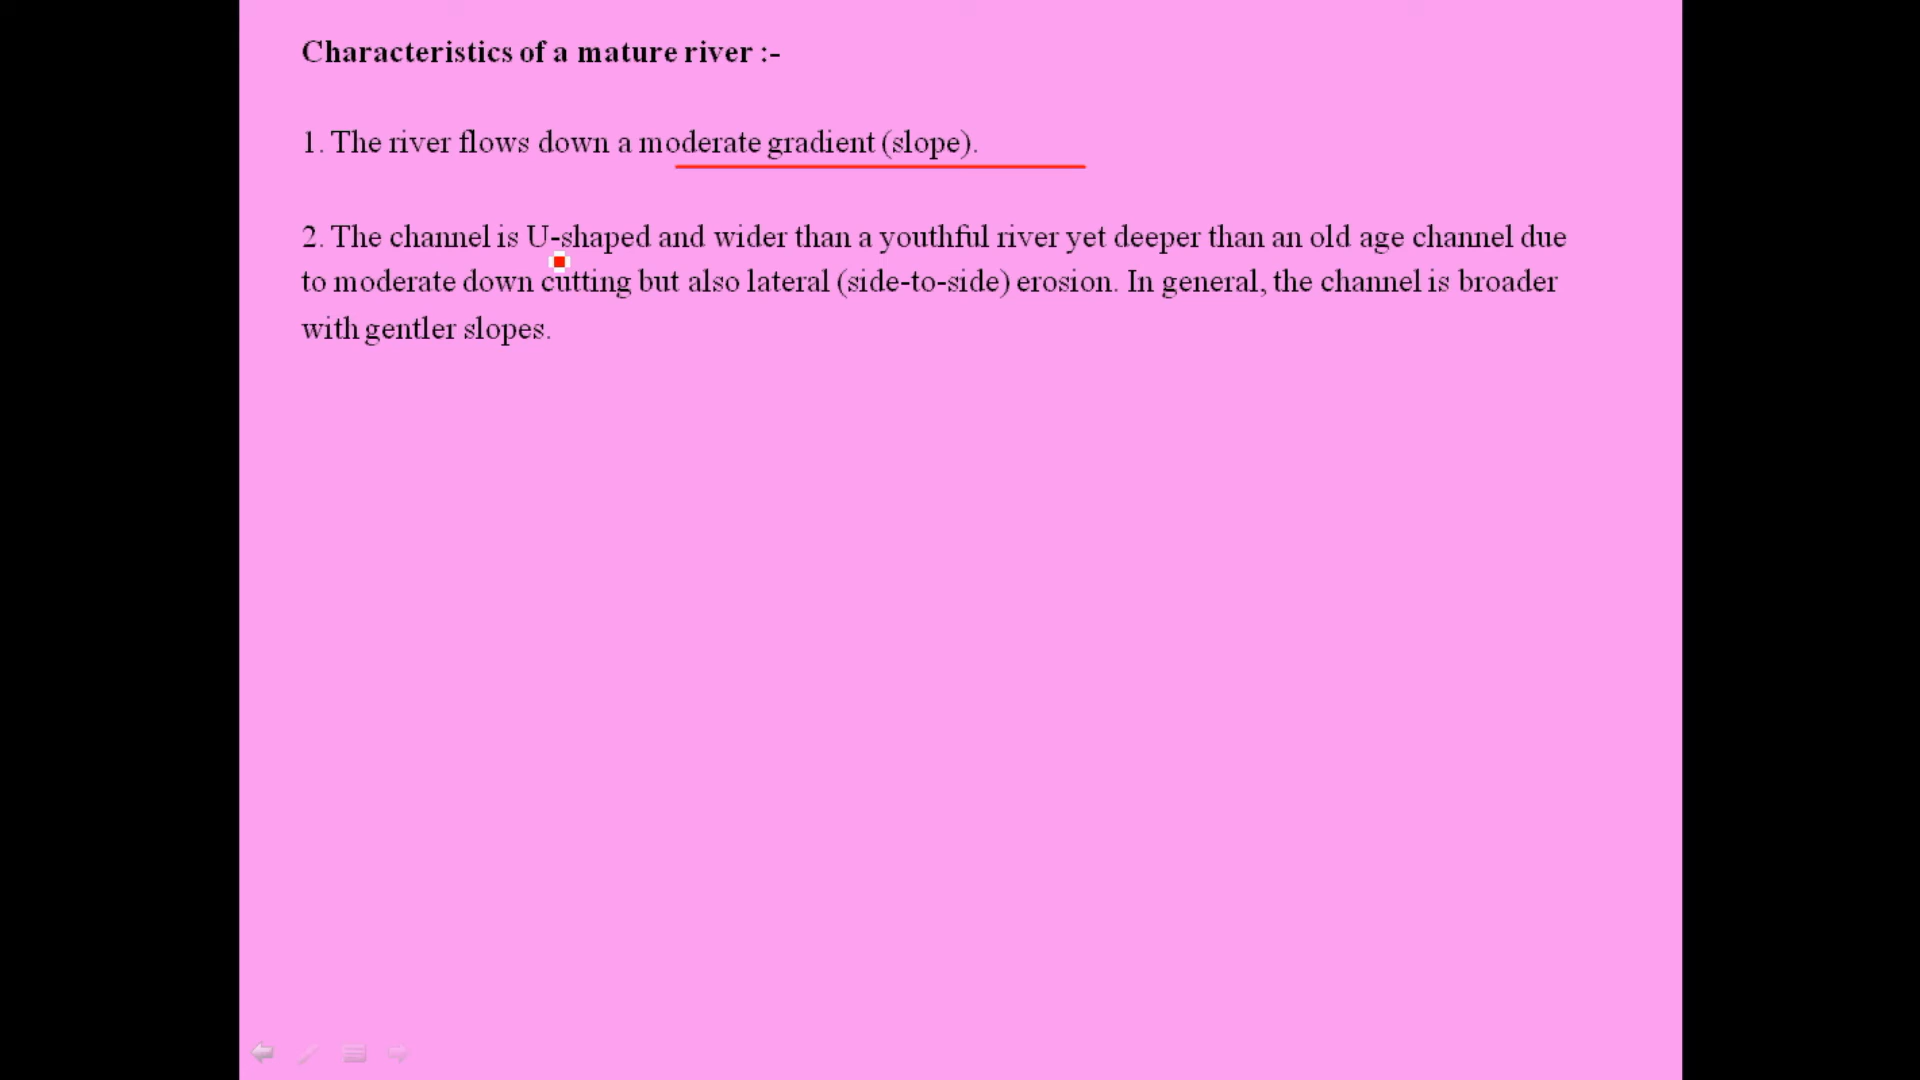 Characteristics of a mature river :-
1. The river flows down a moderate gradient (slope).
2. The channel is U-shaped and wider than a youthful river yet deeper than an old age channel due
to moderate down cutting but also lateral (side-to-side) erosion. In general, the channel is broader
with gentler slopes.